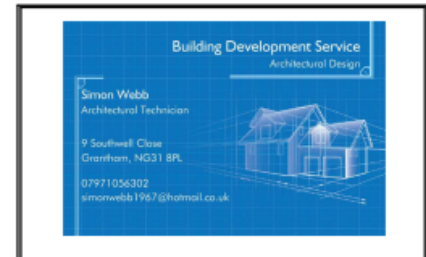 Building Development Service
Architectural Design
Simon Webb
Architectural Technician
9 Southwell Close
Grantham, NG31 8PL
07971056302
simonwebb1967@hotmail.co.uk